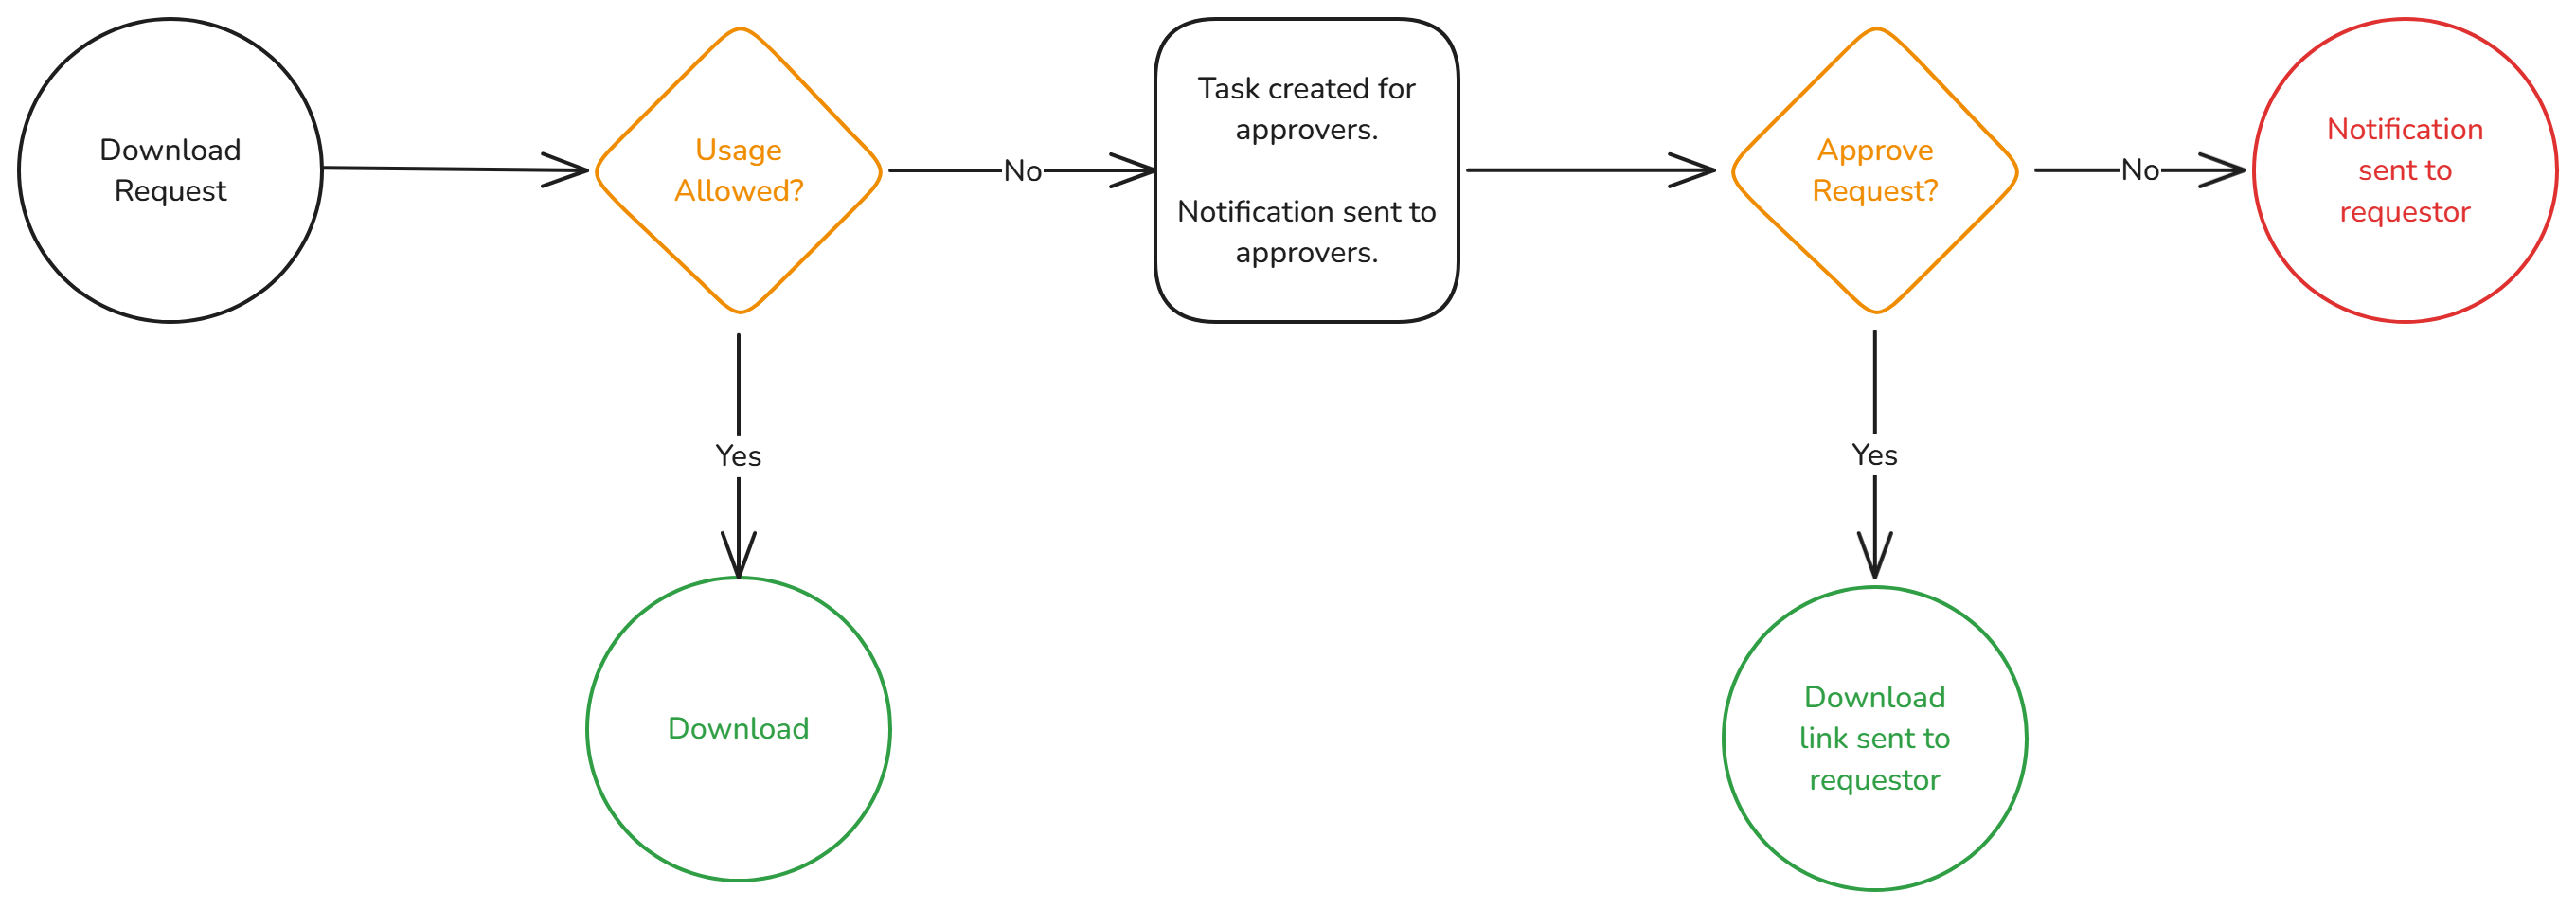 Download
Request
Usage
Allowed?
No
Task created for
approvers.
Notification sent to
approvers.
Approve
Request?
No
Notification
sent to
requestor
Yes
Yes
Download
Download
link sent to
requestor